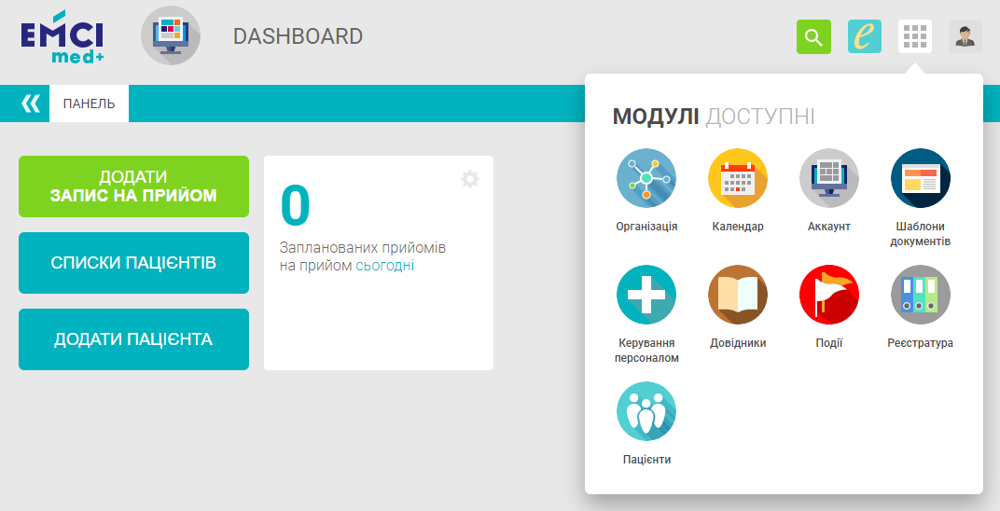 EMCI
med+
DASHBOARD
e
ПАНЕЛЬ
МОДУЛІ ДОСТУПНІ
Організація
Календар
Аккаунт
Шаблони
документів
Керування
персоналом
Довідники
Події
Реєстратура
Пацієнти
ДОДАТИ
ЗАПИС НА ПРИЙОМ
СПИСКИ ПАЦІЄНТІВ
ДОДАТИ ПАЦІЄНТА
0
Запланованих прийомів
на прийом сьогодні